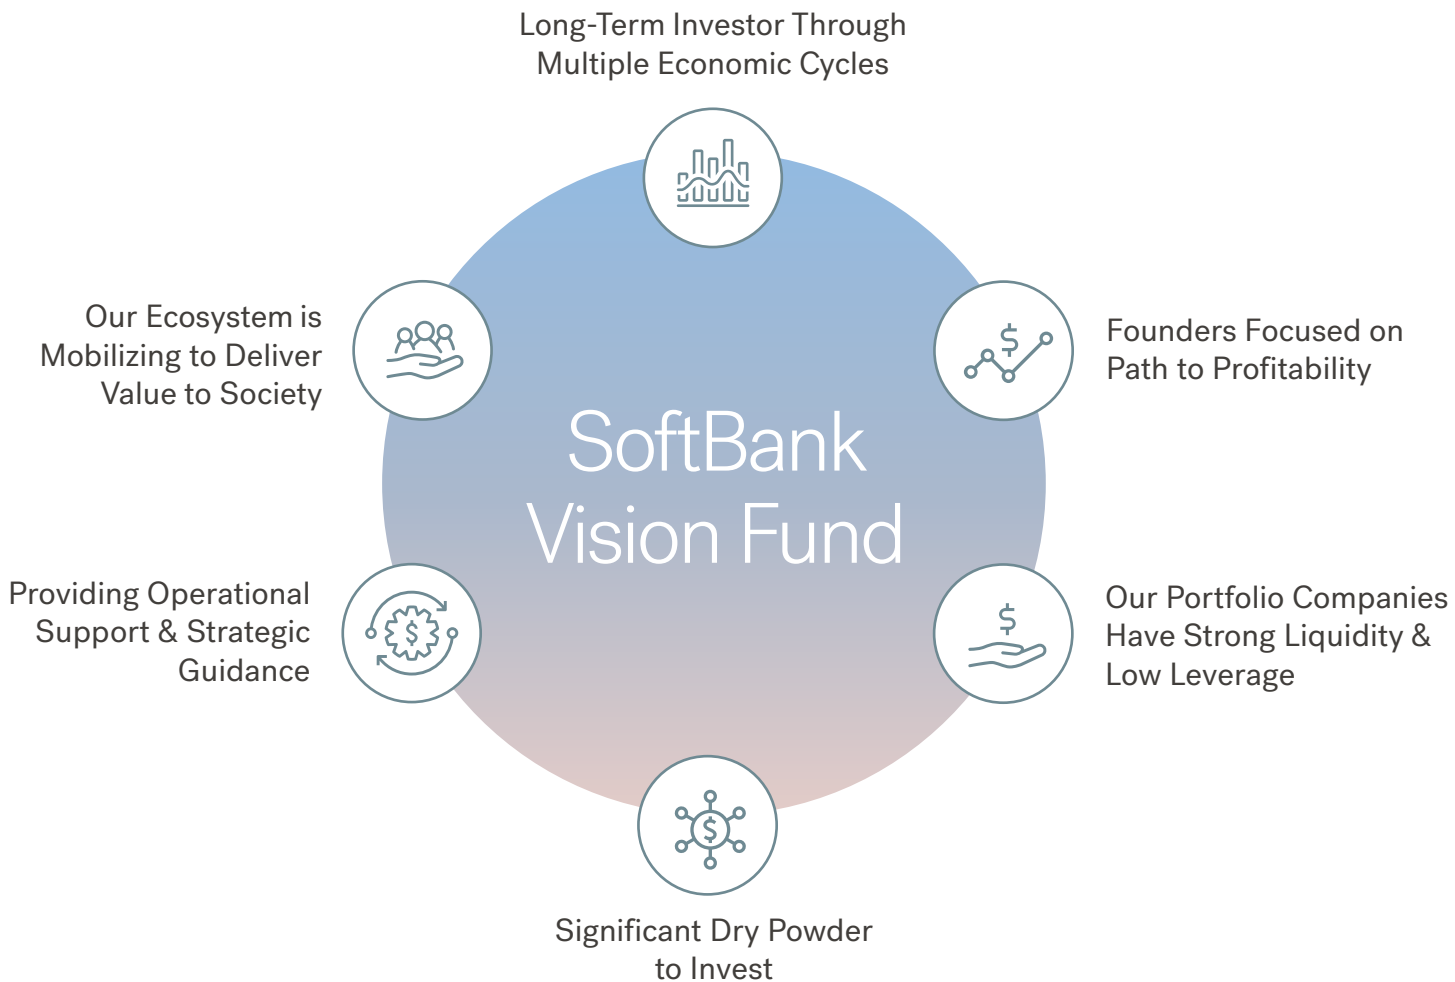 Long-Term Investor Through
Multiple Economic Cycles
Founders Focused on
Path to Profitability
Our Portfolio Companies
Have Strong Liquidity &
Low Leverage
Significant Dry Powder
to Invest
Providing Operational
Support & Strategic
Guidance
Our Ecosystem is
Mobilizing to Deliver
Value to Society
SoftBank
Vision Fund
$
$
$
$